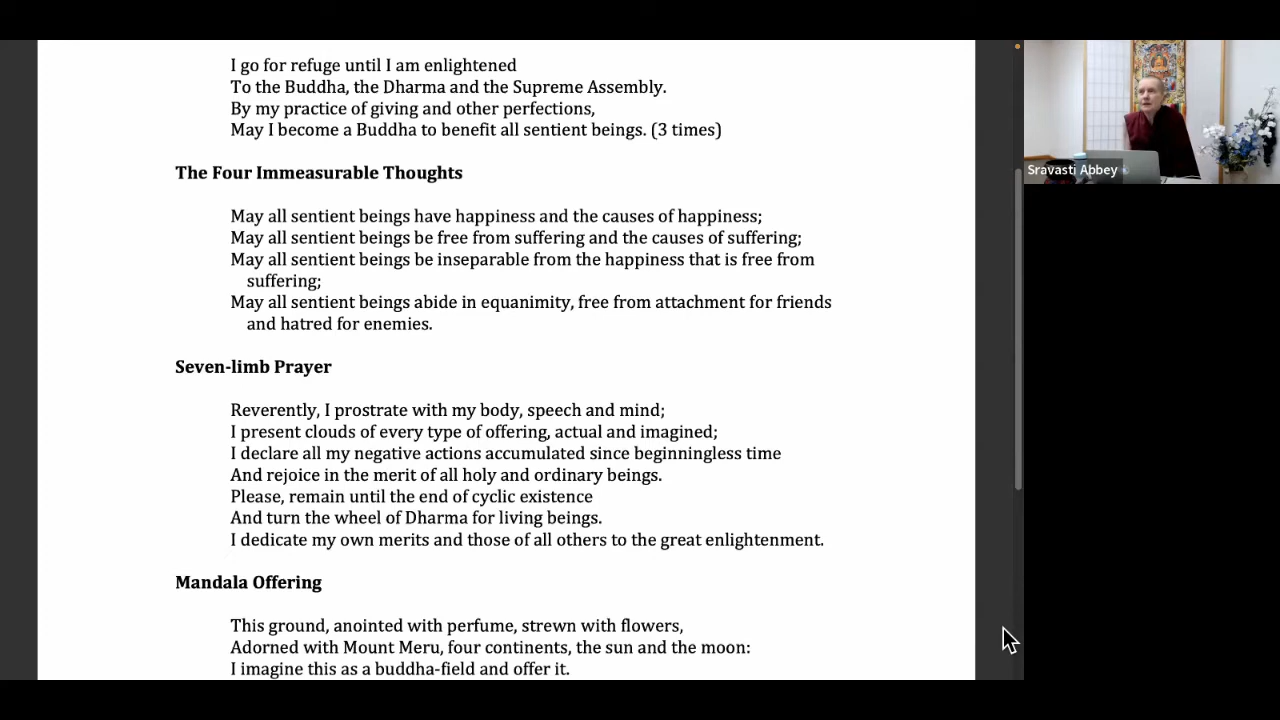 I go for refuge until I am enlightened
To the Buddha, the Dharma and the Supreme Assembly.
By my practice of giving and other perfections,
May I become a Buddha to benefit all sentient beings. (3 times)
The Four Immeasurable Thoughts
May all sentient beings have happiness and the causes of happiness;
May all sentient beings be free from suffering and the causes of suffering;
May all sentient beings be inseparable from the happiness that is free from
suffering;
May all sentient beings abide in equanimity, free from attachment for friends
and hatred for enemies.
Seven-limb Prayer
Reverently, I prostrate with my body, speech and mind;
I present clouds of every type of offering, actual and imagined;
I declare all my negative actions accumulated since beginningless time
And rejoice in the merit of all holy and ordinary beings.
Please, remain until the end of cyclic existence
And turn the wheel of Dharma for living beings.
I dedicate my own merits and those of all others to the great enlightenment.
Mandala Offering
This ground, anointed with perfume, strewn with flowers,
Adorned with Mount Meru, four continents, the sun and the moon:
I imagine this as a buddha-field and offer it.
Sravasti Abbey